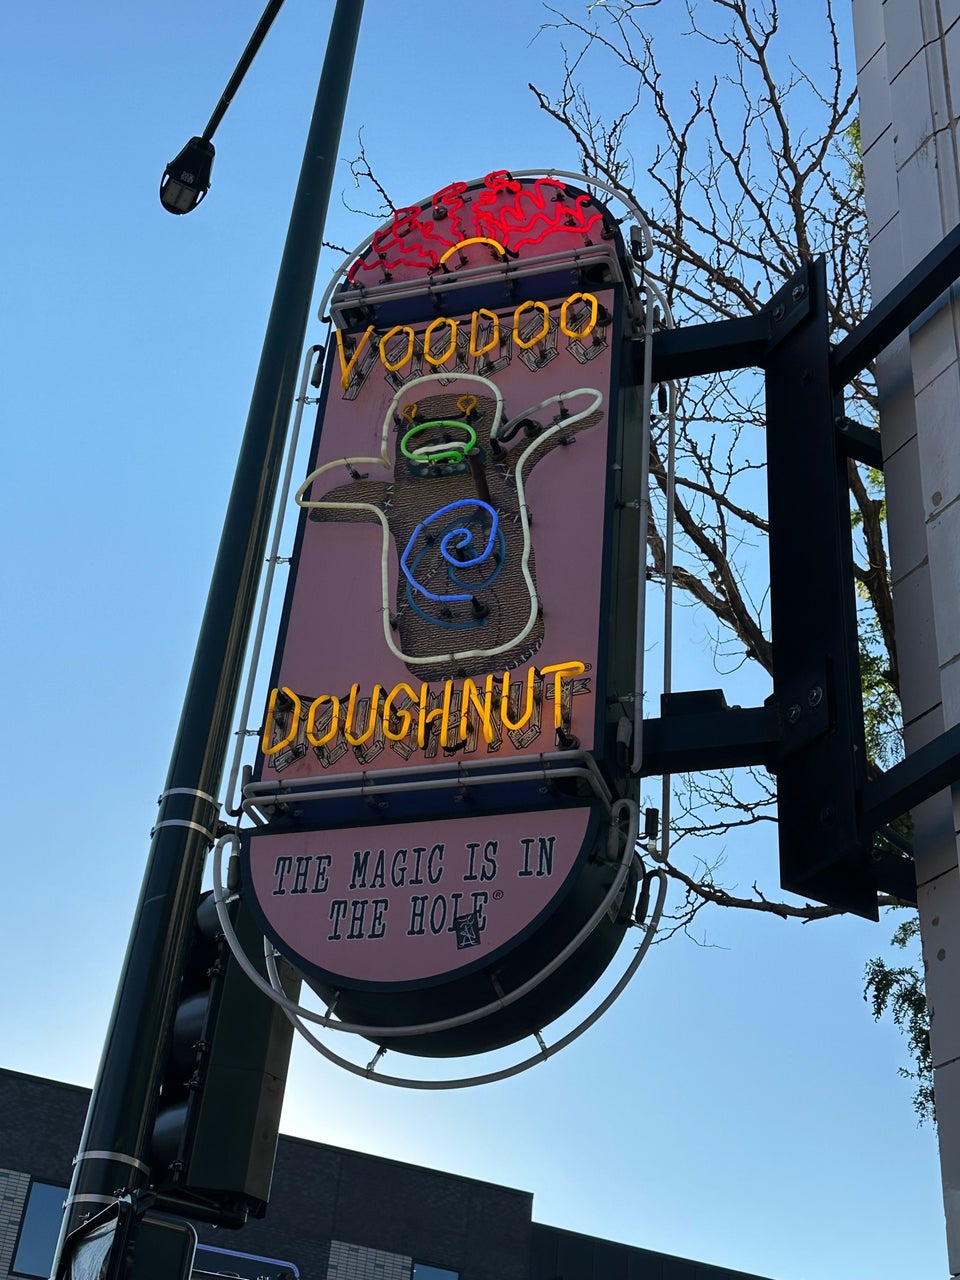 VOODOO
DOUGHNUT
THE MAGIC IS IN
THE HOLE®